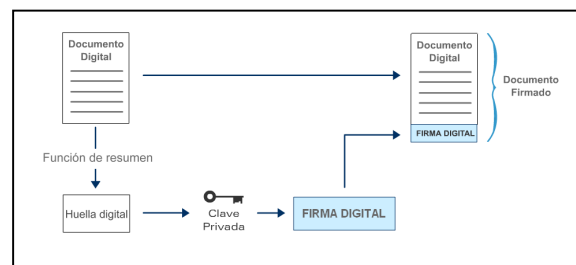 Documento
Digital
Documento
Digital
Documento
Firmado
FIRMA DIGITAL
Función de resumen
Huella digital
Clave
Privada
FIRMA DIGITAL